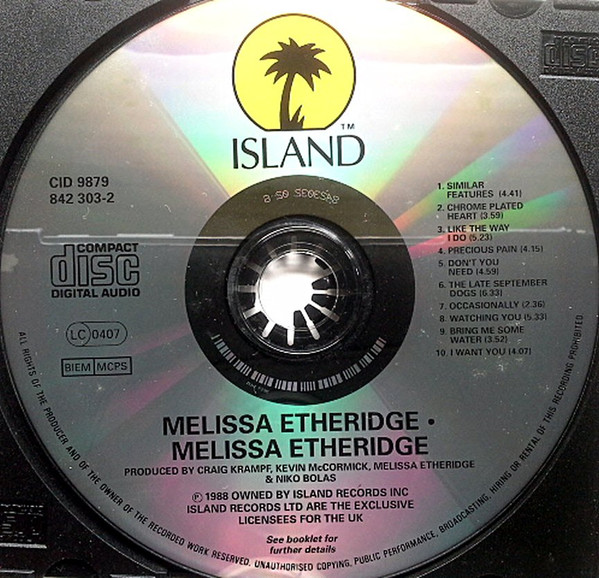 ISLAND™
CID 9879
842 303-2
COMPACT
disc
DIGITAL AUDIO
LC 0407
BIEM MCPS
1. SIMILAR
FEATURES (4.41)
2. CHROME PLATED
HEART (3.59)
3. LIKE THE WAY
I DO (5.23)
4. PRECIOUS PAIN (4.15)
5. DON'T YOU
NEED (4.59)
6. THE LATE SEPTEMBER
DOGS (6.33)
7. OCCASIONALLY (2.36)
8. WATCHING YOU (5.33)
9. BRING ME SOME
WATER (3.52)
10. I WANT YOU (4.07)
MELISSA ETHERIDGE •
MELISSA ETHERIDGE
PRODUCED BY CRAIG KRAMPF, KEVIN McCORMICK, MELISSA ETHERIDGE
& NIKO BOLAS
℗ 1988 OWNED BY ISLAND RECORDS INC
ISLAND RECORDS LTD ARE THE EXCLUSIVE
LICENSEES FOR THE UK
See booklet for
further details
ALL RIGHTS OF THE PRODUCER AND OF THE OWNER OF THE RECORDED WORK RESERVED. UNAUTHORISED COPYING, PUBLIC PERFORMANCE, BROADCASTING, HIRING OR RENTAL OF THIS RECORDING PROHIBITED
disc